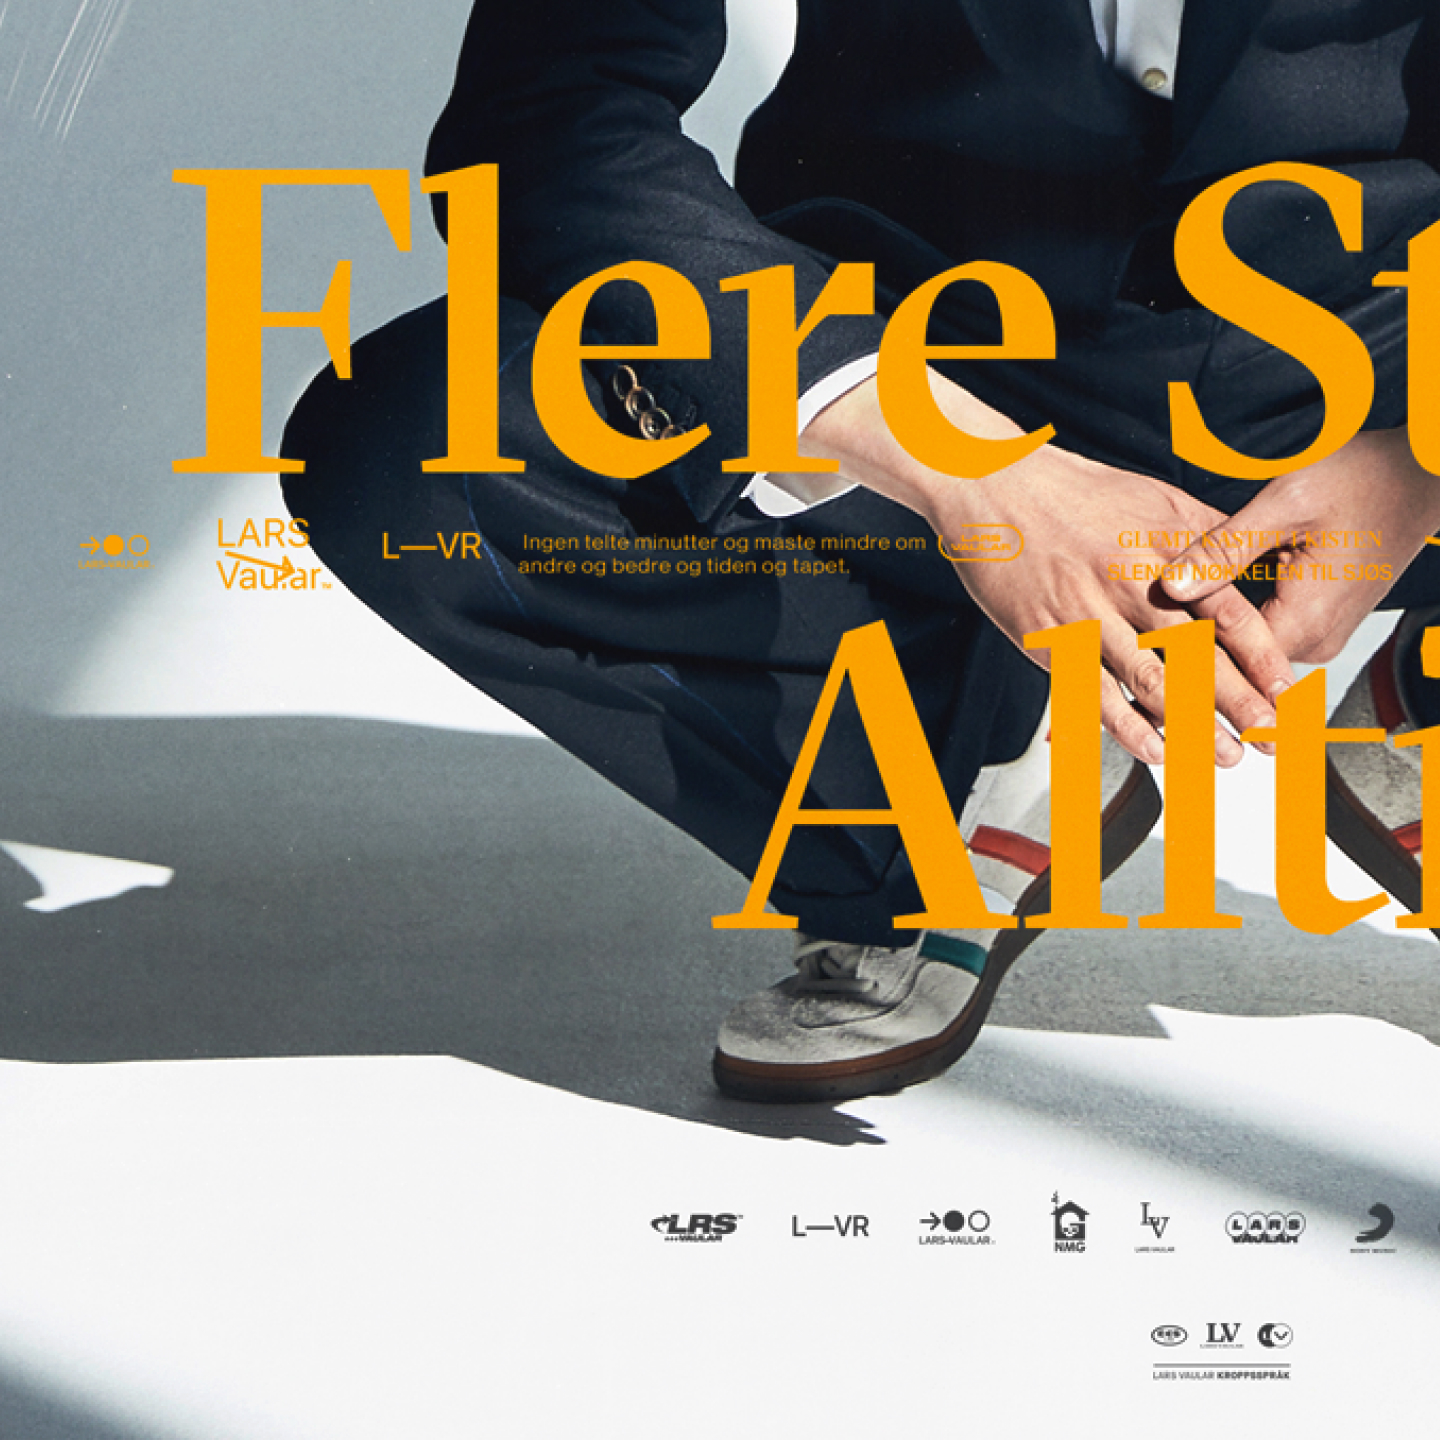 Flere St
LARS-VAULAR
LARS
Vaular™
L—VR
Ingen telte minutter og maste mindre om
andre og bedre og tiden og tapet.
LARS
VAULAR
GLEMT KASTET I KISTEN
SLENGT NØKKELEN TIL SJØS
Allti
LRS™
VAULAR
L—VR
LARS-VAULAR
NMG
LV
LARS VAULAR
LARS
VAULAR
SONY MUSIC
LV
LARS VAULAR KROPPSSPRÅK